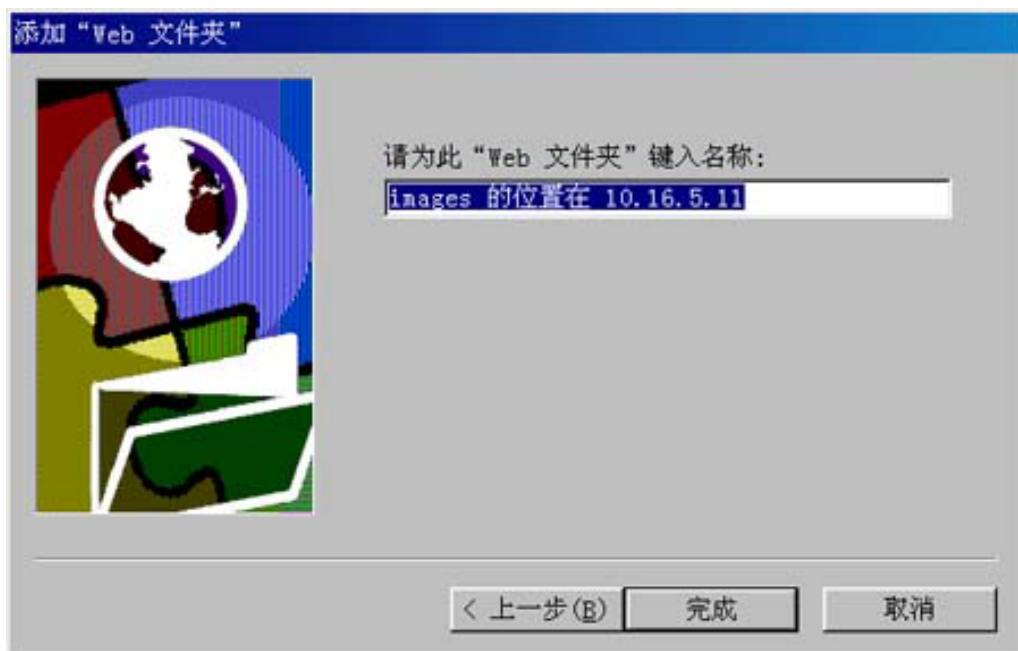 添加“Web 文件夹”
请为此“Web 文件夹”键入名称:
images 的位置在 10.16.5.11
< 上一步(B)
完成
取消